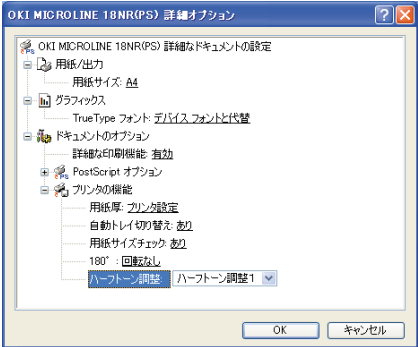 OKI MICROLINE 18NR(PS) 詳細オプション
OKI MICROLINE 18NR(PS) 詳細なドキュメントの設定
用紙/出力
用紙サイズ: A4
グラフィックス
TrueType フォント: デバイス フォントと代替
ドキュメントのオプション
詳細な印刷機能: 有効
PostScript オプション
プリンタの機能
用紙厚: プリンタ設定
自動トレイ切り替え: あり
用紙サイズチェック: あり
180° : 回転なし
ハーフトーン調整: ハーフトーン調整1
OK キャンセル